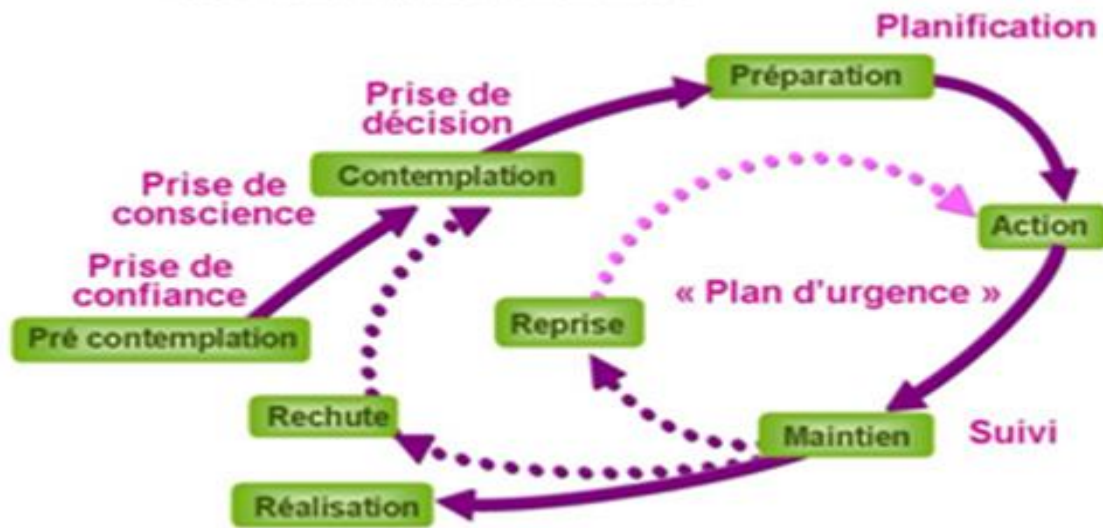 Planification
Préparation
Prise de
décision
Contemplation
Prise de
conscience
Action
Prise de
confiance
« Plan d'urgence »
Reprise
Pré contemplation
Rechute
Maintien
Suivi
Réalisation